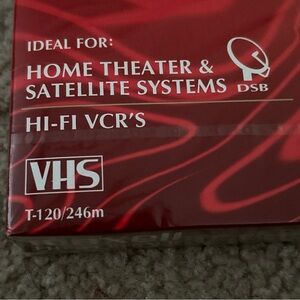 IDEAL FOR:
HOME THEATER &
SATELLITE SYSTEMS
DSB
HI-FI VCR'S
VHS
T-120/246m